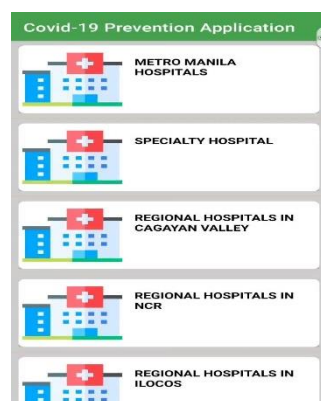 Covid-19 Prevention Application
METRO MANILA
HOSPITALS
SPECIALTY HOSPITAL
REGIONAL HOSPITALS IN
CAGAYAN VALLEY
REGIONAL HOSPITALS IN
NCR
REGIONAL HOSPITALS IN
ILOCOS